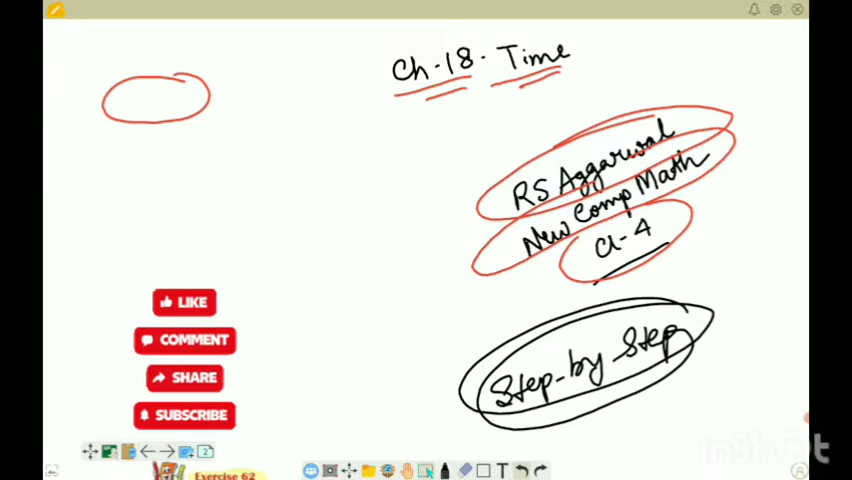 Ch-18. Time
RS Aggarwal
New Comp Math
Cl-4
Step-by-Step
LIKE
COMMENT
SHARE
SUBSCRIBE
2
T
Exercise 62